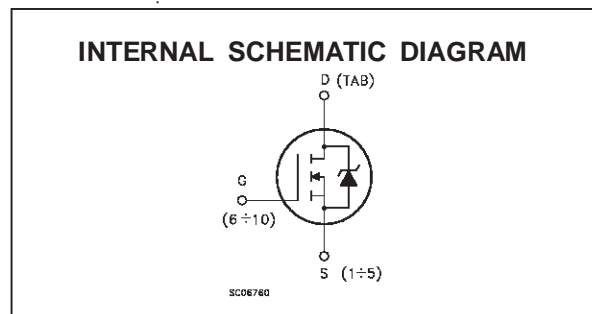 INTERNAL SCHEMATIC DIAGRAM
D (TAB)
G
(6÷10)
S (1÷5)
SC06760